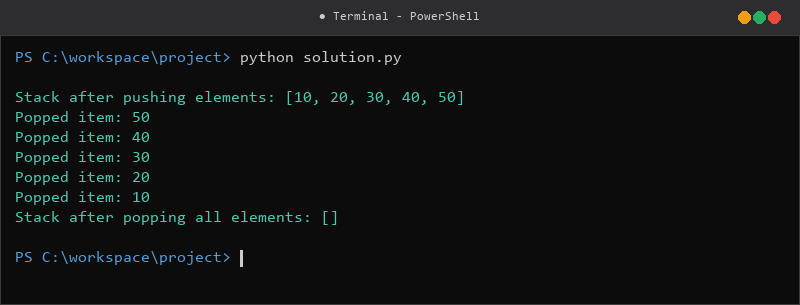 ● Terminal - PowerShell
PS C:\workspace\project> python solution.py
Stack after pushing elements: [10, 20, 30, 40, 50]
Popped item: 50
Popped item: 40
Popped item: 30
Popped item: 20
Popped item: 10
Stack after popping all elements: []
PS C:\workspace\project>